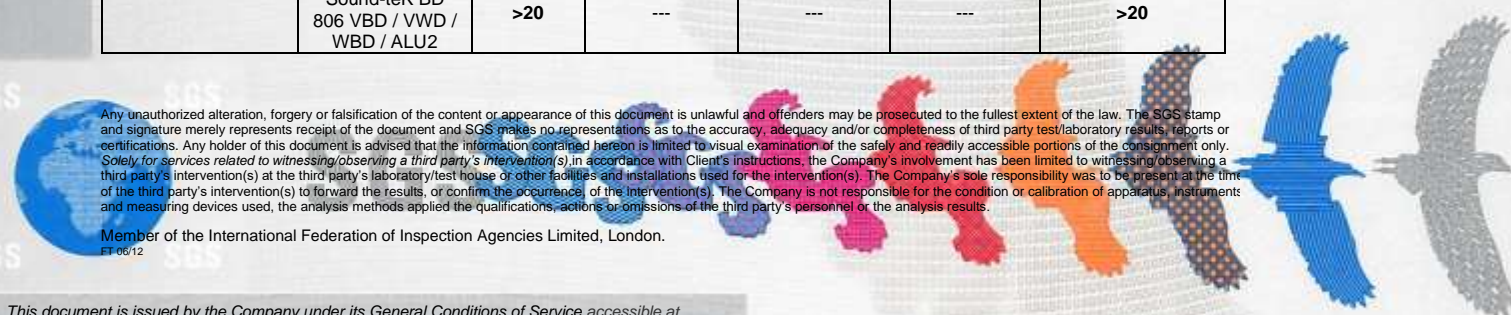 Sound-teK BD
806 VBD / VWD /
WBD / ALU2
>20
---
---
---
>20
SGS
Any unauthorized alteration, forgery or falsification of the content or appearance of this document is unlawful and offenders may be prosecuted to the fullest extent of the law. The SGS stamp
and signature merely represents receipt of the document and SGS makes no representations as to the accuracy, adequacy and/or completeness of third party test/laboratory results, reports or
certifications. Any holder of this document is advised that the information contained hereon is limited to visual examination of the safely and readily accessible portions of the consignment only.
Solely for services related to witnessing/observing a third party's intervention(s),in accordance with Client's instructions, the Company's involvement has been limited to witnessing/observing a
third party's intervention(s) at the third party's laboratory/test house or other facilities and installations used for the intervention(s). The Company's sole responsibility was to be present at the time
of the third party's intervention(s) to forward the results, or confirm the occurrence, of the intervention(s). The Company is not responsible for the condition or calibration of apparatus, instruments
and measuring devices used, the analysis methods applied the qualifications, actions or omissions of the third party's personnel or the analysis results.
Member of the International Federation of Inspection Agencies Limited, London.
FT 06/12
SGS
This document is issued by the Company under its General Conditions of Service accessible at